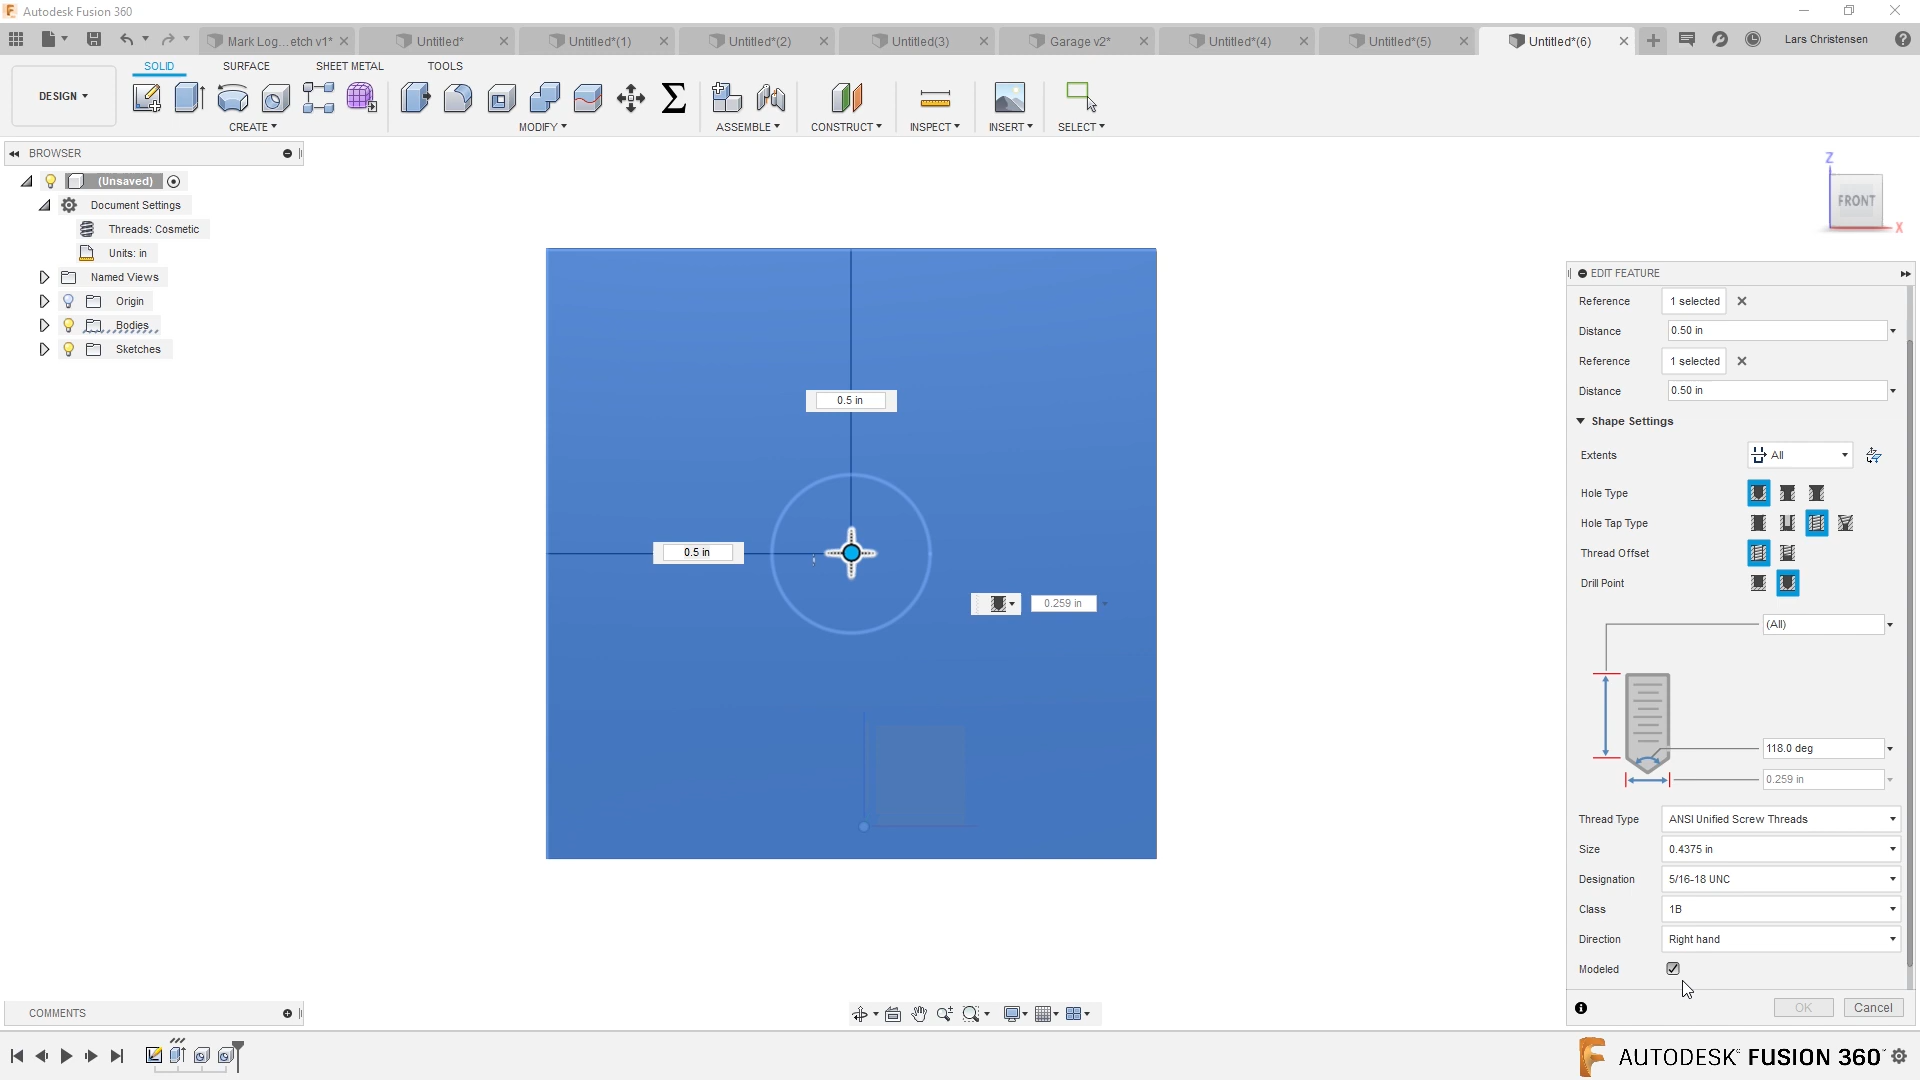 Autodesk Fusion 360
Mark Log...etch v1*
Untitled*
Untitled*(1)
Untitled*(2)
Untitled(3)
Garage v2*
Untitled*(4)
Untitled*(5)
Untitled*(6)
Lars Christensen
SOLID
SURFACE
SHEET METAL
TOOLS
DESIGN
CREATE
MODIFY
ASSEMBLE
CONSTRUCT
INSPECT
INSERT
SELECT
BROWSER
(Unsaved)
Document Settings
Threads: Cosmetic
Units: in
Named Views
Origin
Bodies
Sketches
Z
FRONT
X
0.5 in
0.5 in
0.259 in
EDIT FEATURE
Reference 1 selected
Distance 0.50 in
Reference 1 selected
Distance 0.50 in
Shape Settings
Extents All
Hole Type
Hole Tap Type
Thread Offset
Drill Point
(All)
118.0 deg
0.259 in
Thread Type ANSI Unified Screw Threads
Size 0.4375 in
Designation 5/16-18 UNC
Class 1B
Direction Right hand
Modeled
OK Cancel
COMMENTS
AUTODESK FUSION 360